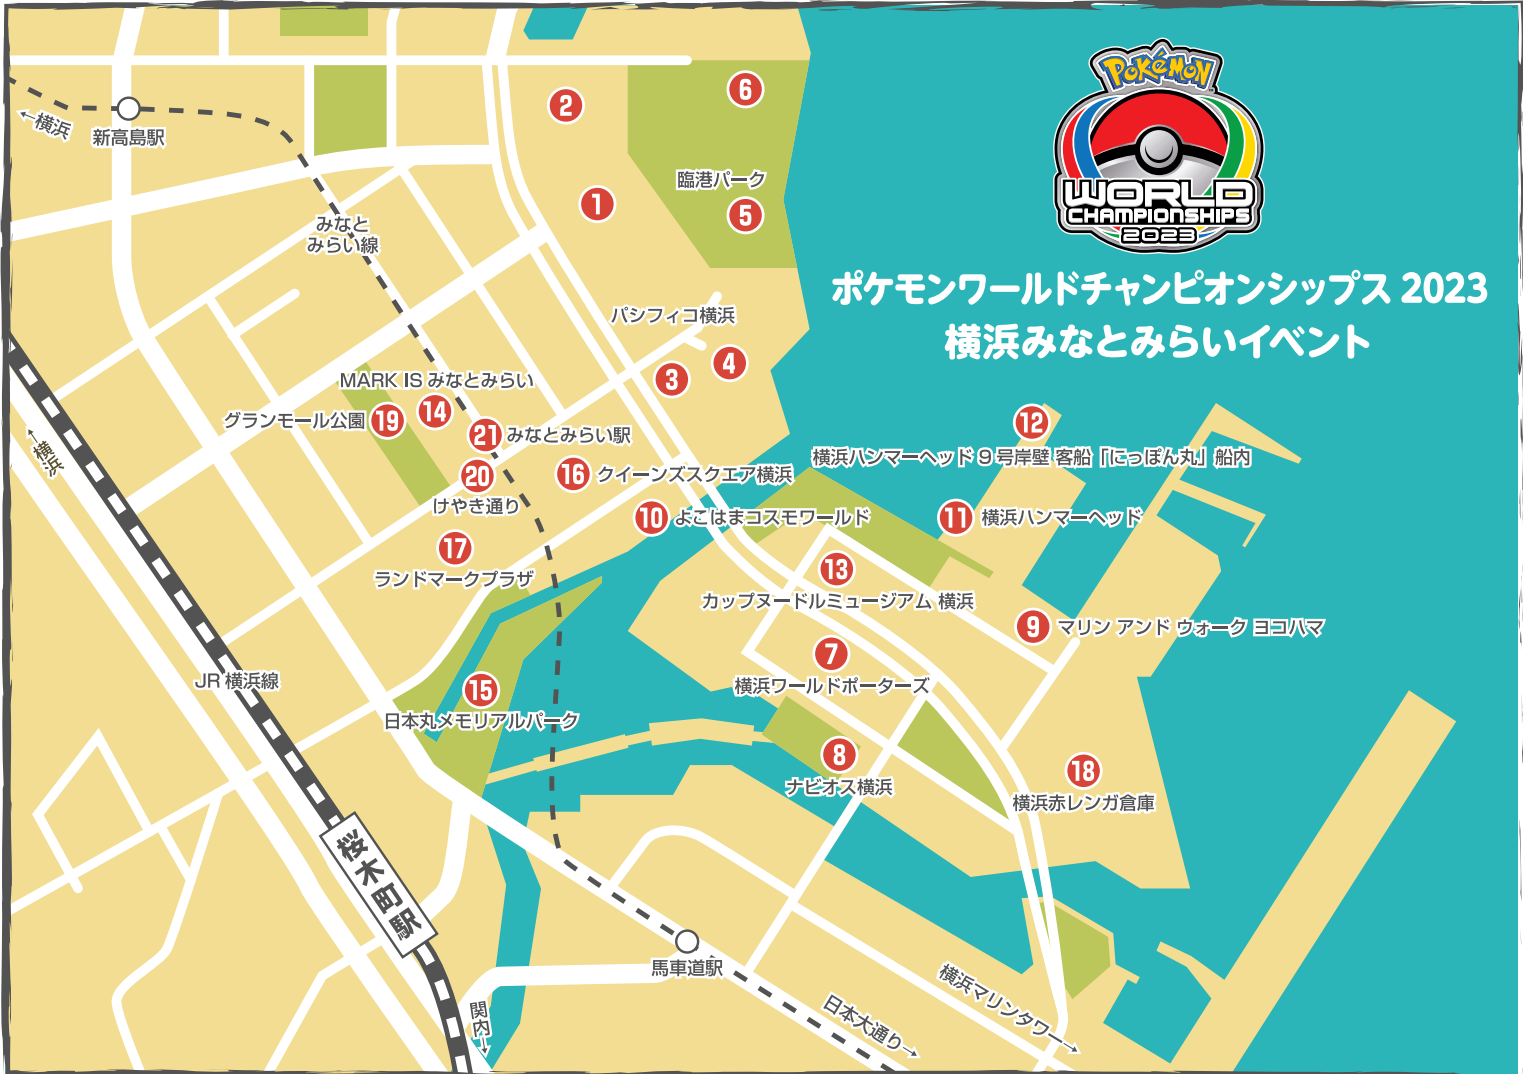 Pokémon
WORLD
CHAMPIONSHIPS
2023
ポケモンワールドチャンピオンシップス 2023
横浜みなとみらいイベント
←横浜
新高島駅
みなと
みらい線
2
6
1
臨港パーク
5
パシフィコ横浜
3
4
MARK IS みなとみらい
グランモール公園
19
14
21
みなとみらい駅
20
けやき通り
16
クイーンズスクエア横浜
10
よこはまコスモワールド
17
ランドマークプラザ
12
横浜ハンマーヘッド 9 号岸壁 客船「にっぽん丸」船内
11
横浜ハンマーヘッド
13
カップヌードルミュージアム 横浜
9
マリン アンド ウォーク ヨコハマ
7
横浜ワールドポーターズ
←横浜
JR 横浜線
15
日本丸メモリアルパーク
8
ナビオス横浜
18
横浜赤レンガ倉庫
桜木町駅
馬車道駅
関内→
日本大通り→
横浜マリンタワー→